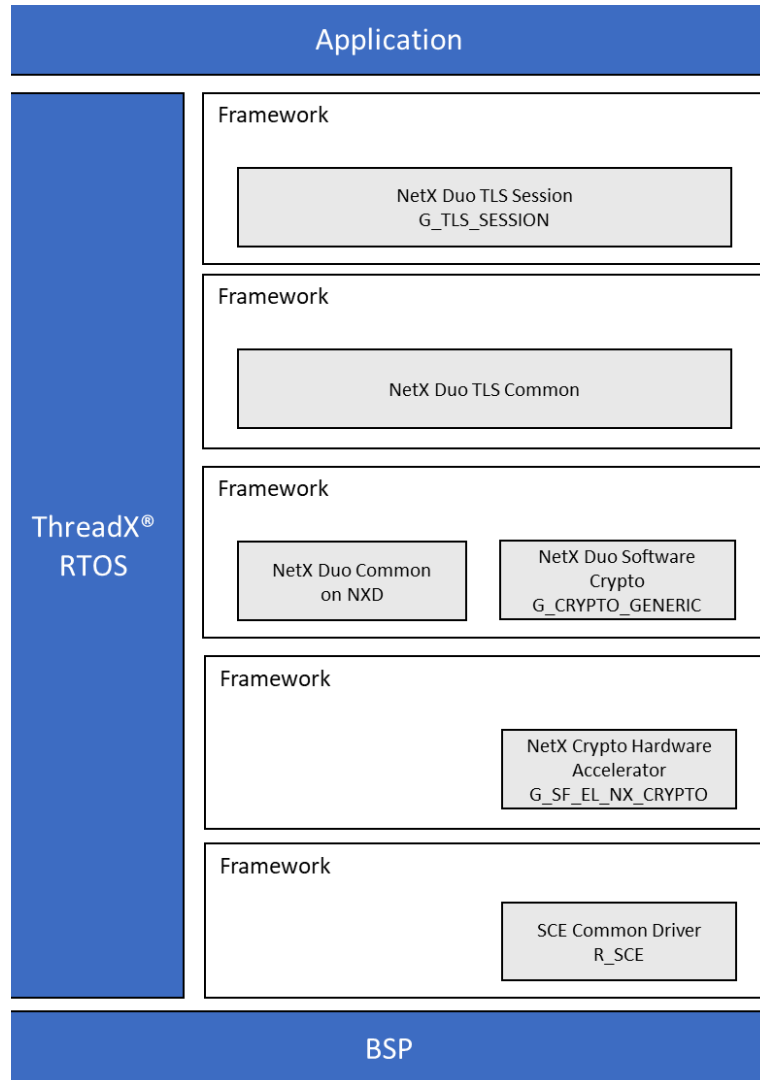 Application
ThreadX®
RTOS
Framework
NetX Duo TLS Session
G_TLS_SESSION
Framework
NetX Duo TLS Common
Framework
NetX Duo Common
on NXD
NetX Duo Software
Crypto
G_CRYPTO_GENERIC
Framework
NetX Crypto Hardware
Accelerator
G_SF_EL_NX_CRYPTO
Framework
SCE Common Driver
R_SCE
BSP